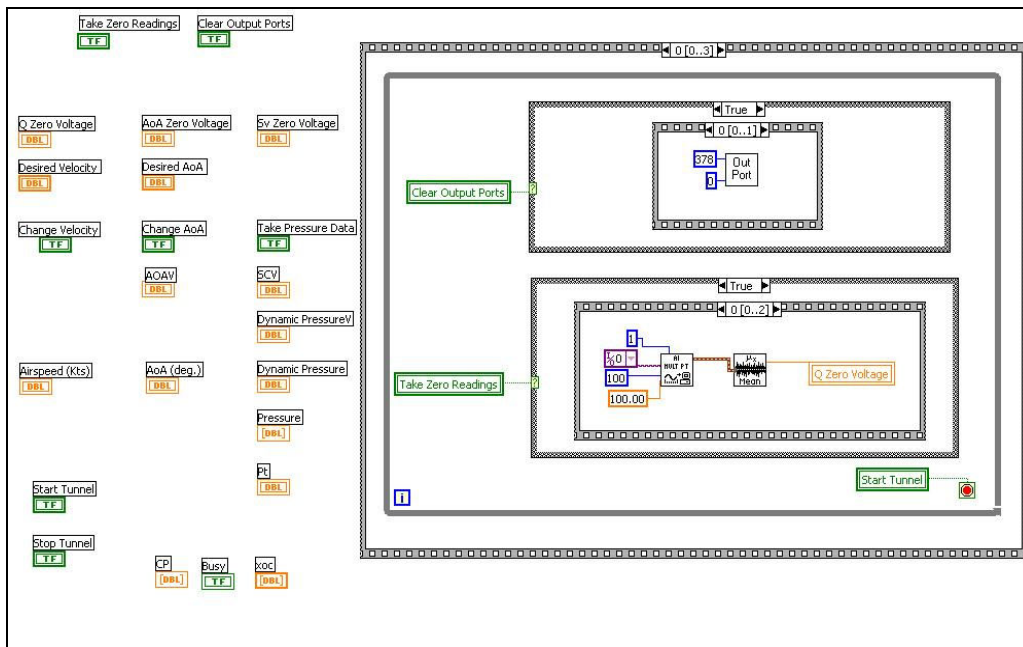 Take Zero Readings Clear Output Ports
TF TF
0 [0..3]
True
0 [0..1]
378
0
Out
Port
Clear Output Ports
?
Q Zero Voltage AoA Zero Voltage Sv Zero Voltage
DBL DBL DBL
Desired Velocity Desired AoA
DBL DBL
Change Velocity Change AoA Take Pressure Data
TF TF TF
AOAV SCV
DBL DBL
Dynamic PressureV
DBL
Airspeed (Kts) AoA (deg.) Dynamic Pressure
DBL DBL DBL
Pressure
[DBL]
Pt
DBL
Start Tunnel
TF
Stop Tunnel
TF
CP Busy xoc
[DBL] TF [DBL]
True
0 [0..2]
1
I/O
100
100.00
AI
MULT PT
μx
Mean
Q Zero Voltage
Take Zero Readings
?
Start Tunnel
i